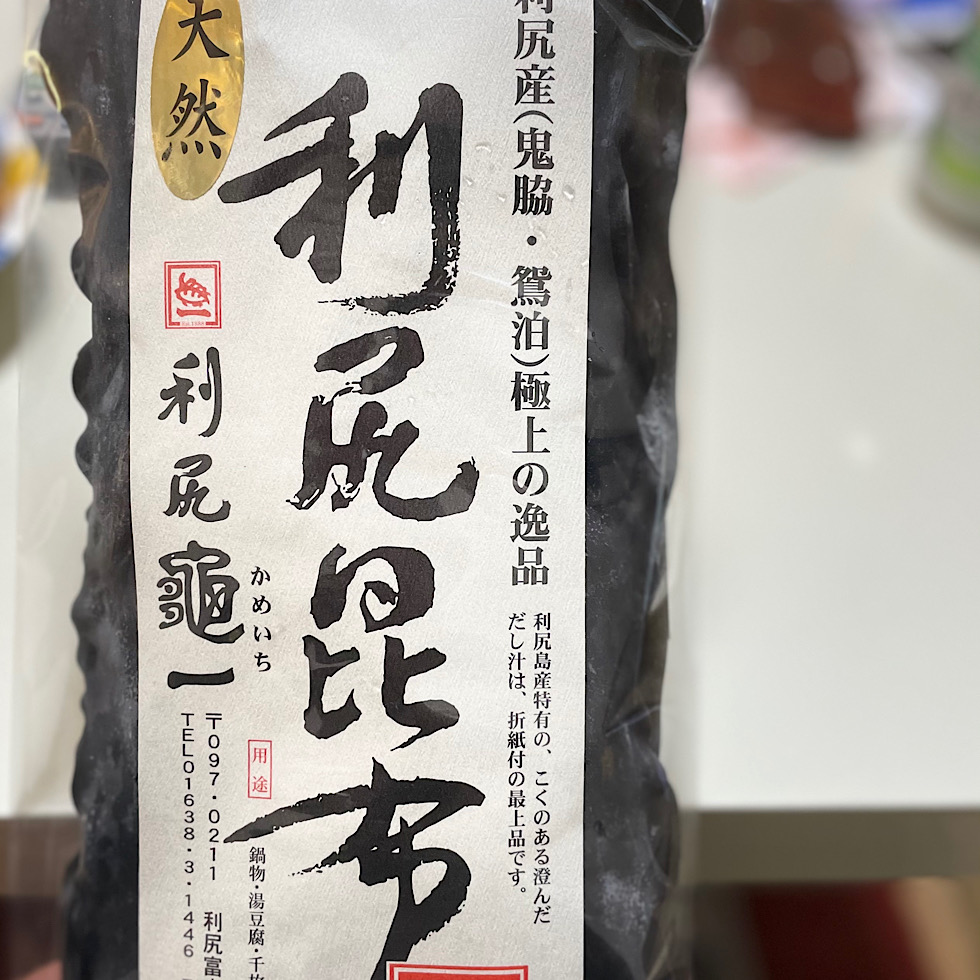 利尻産(鬼脇・鴛泊)極上の逸品
利尻島産特有の、こくのある澄んだ
だし汁は、折紙付の最上品です。
利尻昆布
天然
利尻龜一
かめいち
用途
鍋物・湯豆腐・千枚
〒097・0211 利尻富
TEL01638・3・1446